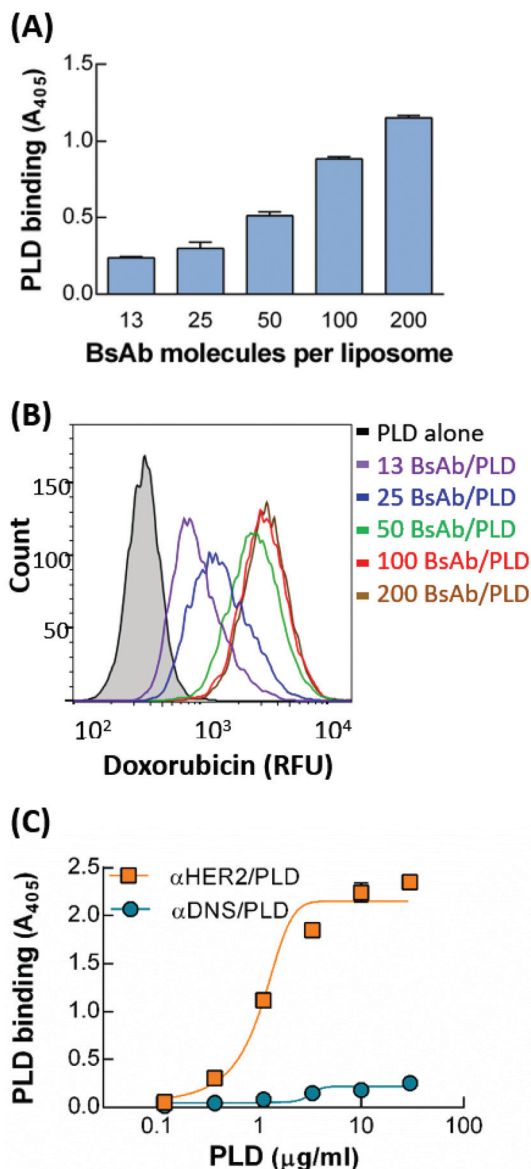 (A)
PLD binding (A₄₀₅)
1.5
1.0
0.5
0.0
13 25 50 100 200
BsAb molecules per liposome
(B)
Count
150
100
50
10² 10³ 10⁴
Doxorubicin (RFU)
PLD alone
13 BsAb/PLD
25 BsAb/PLD
50 BsAb/PLD
100 BsAb/PLD
200 BsAb/PLD
(C)
PLD binding (A₄₀₅)
2.5
2.0
1.5
1.0
0.5
0.0
αHER2/PLD
αDNS/PLD
0.1 1 10 100
PLD (μg/ml)